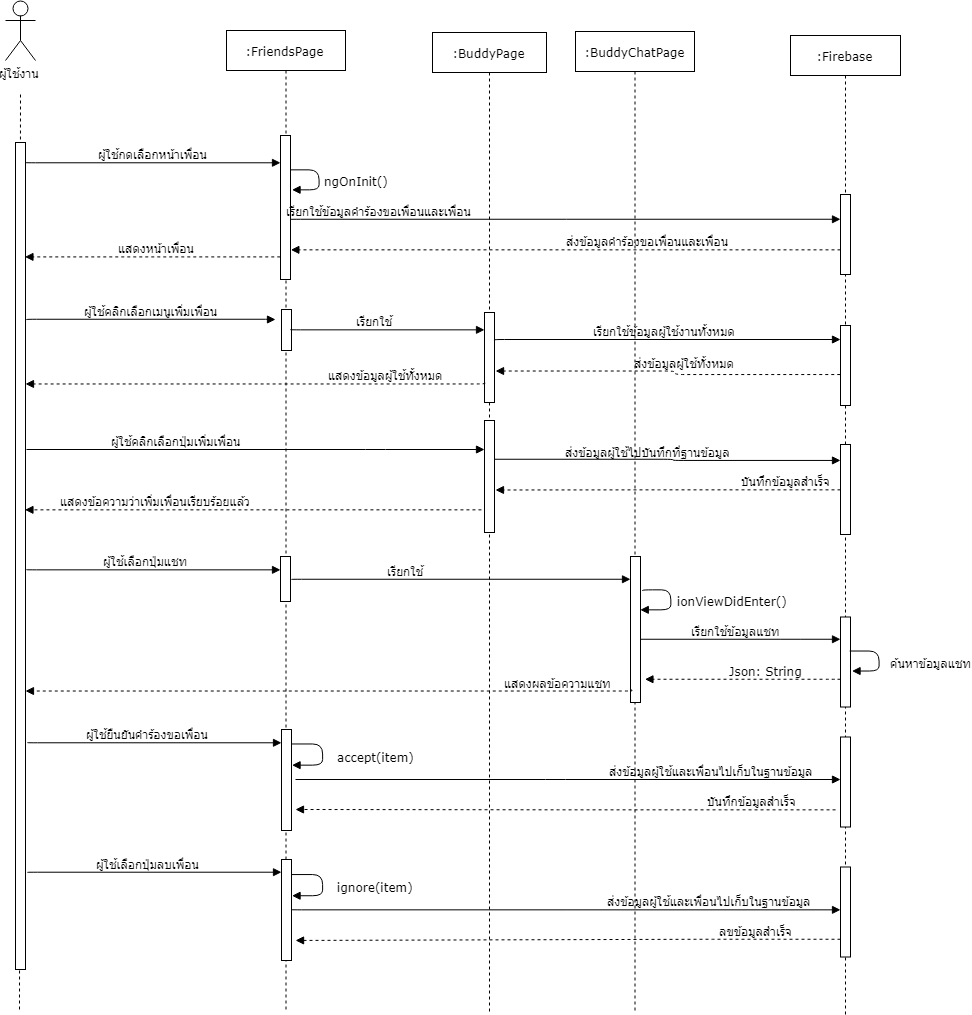 :FriendsPage
:BuddyPage
:BuddyChatPage
:Firebase
ผู้ใช้งาน
ผู้ใช้กดเลือกหน้าเพื่อน
ngOnInit()
เรียกใช้ข้อมูลคำร้องขอเพื่อนและเพื่อน
ส่งข้อมูลคำร้องขอเพื่อนและเพื่อน
แสดงหน้าเพื่อน
ผู้ใช้คลิกเลือกเมนูเพิ่มเพื่อน
เรียกใช้
เรียกใช้ข้อมูลผู้ใช้งานทั้งหมด
ส่งข้อมูลผู้ใช้ทั้งหมด
แสดงข้อมูลผู้ใช้ทั้งหมด
ผู้ใช้คลิกเลือกปุ่มเพิ่มเพื่อน
ส่งข้อมูลผู้ใช้ไปบันทึกที่ฐานข้อมูล
บันทึกข้อมูลสำเร็จ
แสดงข้อความว่าเพิ่มเพื่อนเรียบร้อยแล้ว
ผู้ใช้เลือกปุ่มแชท
เรียกใช้
ionViewDidEnter()
เรียกใช้ข้อมูลแชท
ค้นหาข้อมูลแชท
Json: String
แสดงผลข้อความแชท
ผู้ใช้ยืนยันคำร้องขอเพื่อน
accept(item)
ส่งข้อมูลผู้ใช้และเพื่อนไปเก็บในฐานข้อมูล
บันทึกข้อมูลสำเร็จ
ผู้ใช้เลือกปุ่มลบเพื่อน
ignore(item)
ส่งข้อมูลผู้ใช้และเพื่อนไปเก็บในฐานข้อมูล
ลบข้อมูลสำเร็จ